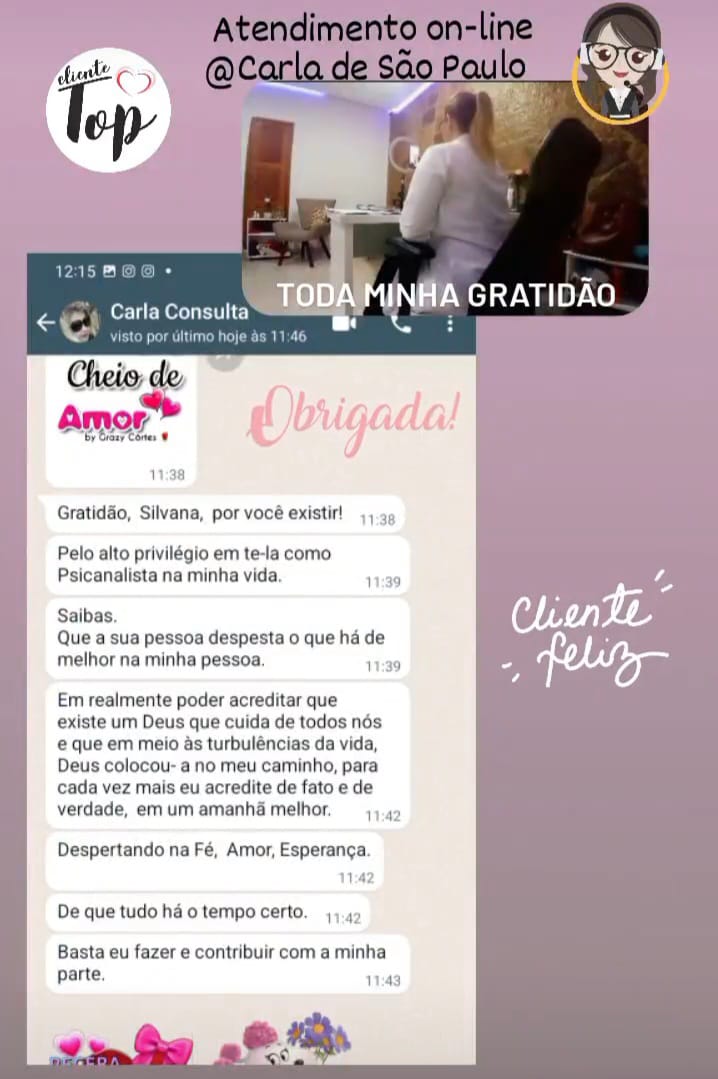 Atendimento on-line
@Carla de São Paulo
cliente
Top
TODA MINHA GRATIDÃO
12:15
Carla Consulta
visto por último hoje às 11:46
Cheio de
Amor
by Grazy Côrtes
11:38
Obrigada!
Gratidão, Silvana, por você existir!
11:38
Pelo alto privilégio em te-la como
Psicanalista na minha vida.
11:39
Saibas.
Que a sua pessoa despesta o que há de
melhor na minha pessoa.
11:39
Em realmente poder acreditar que
existe um Deus que cuida de todos nós
e que em meio às turbulências da vida,
Deus colocou- a no meu caminho, para
cada vez mais eu acredite de fato e de
verdade, em um amanhã melhor.
11:42
Despertando na Fé, Amor, Esperança.
11:42
De que tudo há o tempo certo.
11:42
Basta eu fazer e contribuir com a minha
parte.
11:43
Cliente
feliz